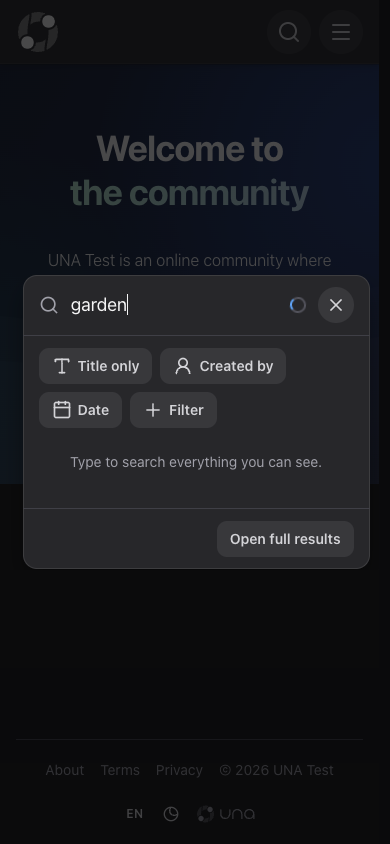 Welcome to
the community
UNA Test is an online community where
garden
Title only
Created by
Date
Filter
Type to search everything you can see.
Open full results
About Terms Privacy © 2026 UNA Test
EN una